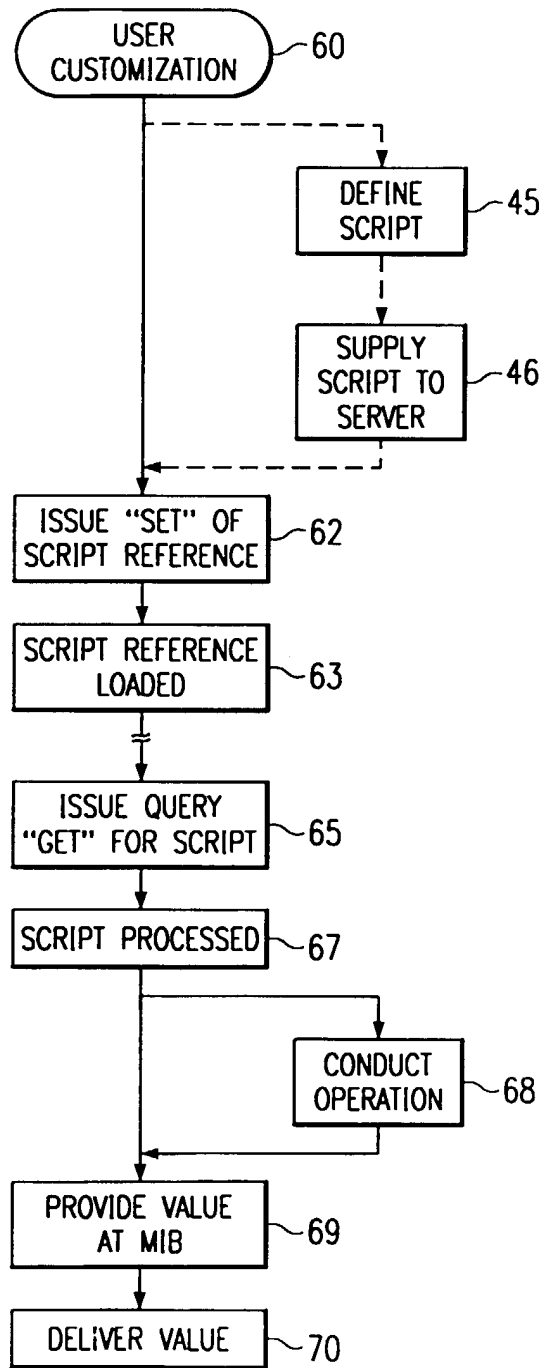 USER
CUSTOMIZATION
60
DEFINE
SCRIPT
45
SUPPLY
SCRIPT TO
SERVER
46
ISSUE "SET" OF
SCRIPT REFERENCE
62
SCRIPT REFERENCE
LOADED
63
ISSUE QUERY
"GET" FOR SCRIPT
65
SCRIPT PROCESSED
67
CONDUCT
OPERATION
68
PROVIDE VALUE
AT MIB
69
DELIVER VALUE
70